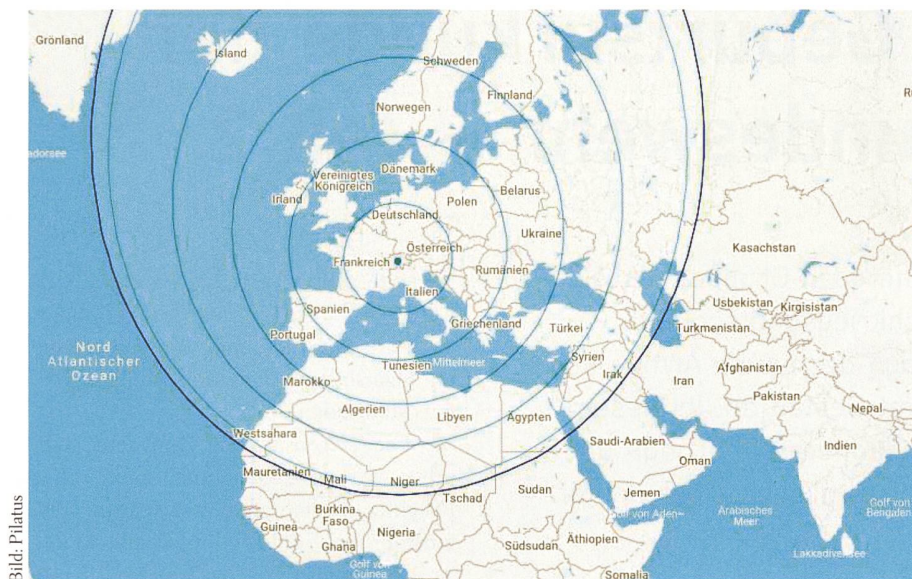 Grönland
Island
Schweden
Finnland
Norwegen
adorsee
Dänemark
Vereinigtes
Königreich
Irland
Belarus
Polen
Deutschland
Ukraine
Österreich
Frankreich
Kasachstan
Rumänien
Italien
Usbekistan
Kirgisistan
Spanien
Griechenland
Türkei
Turkmenistan
Portugal
Nord
Atlantischer
Ozean
Mittelmeer
Syrien
Tunesien
Afghanistan
Irak
Iran
Marokko
Pakistan
Algerien
Libyen
Ägypten
Nepal
Westsahara
Saudi-Arabien
Indien
Oman
Mauretanien
Mali
Niger
Jemen
Tschad
Sudan
Golf von
Bengalen
Burkina
Faso
Arabisches
Meer
Golf von Aden
Guinea
Nigeria
Äthiopien
Ghana
Südsudan
Lakkadivensee
Golf von
Guinea
Somalia
Bild: Pilatus